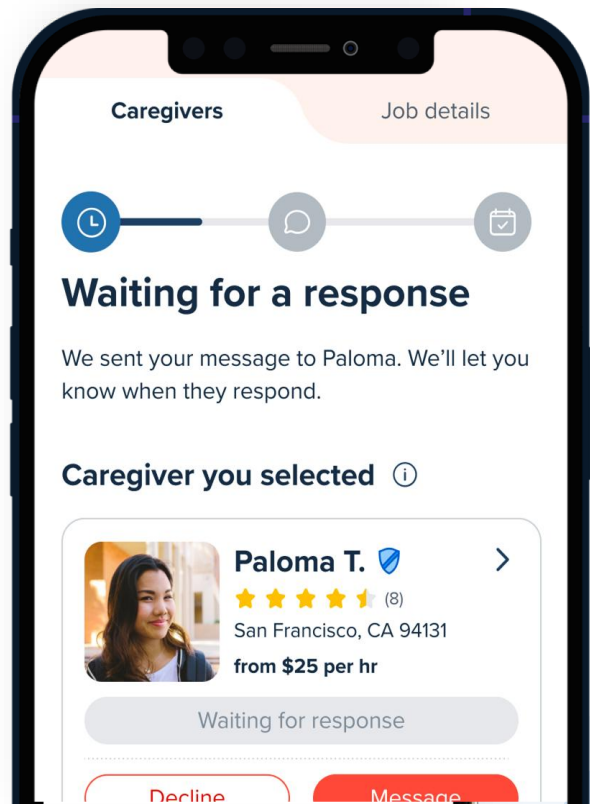 Caregivers
Job details
Waiting for a response
We sent your message to Paloma. We’ll let you
know when they respond.
Caregiver you selected
Paloma T.
(8)
San Francisco, CA 94131
from $25 per hr
Waiting for response
Decline
Message